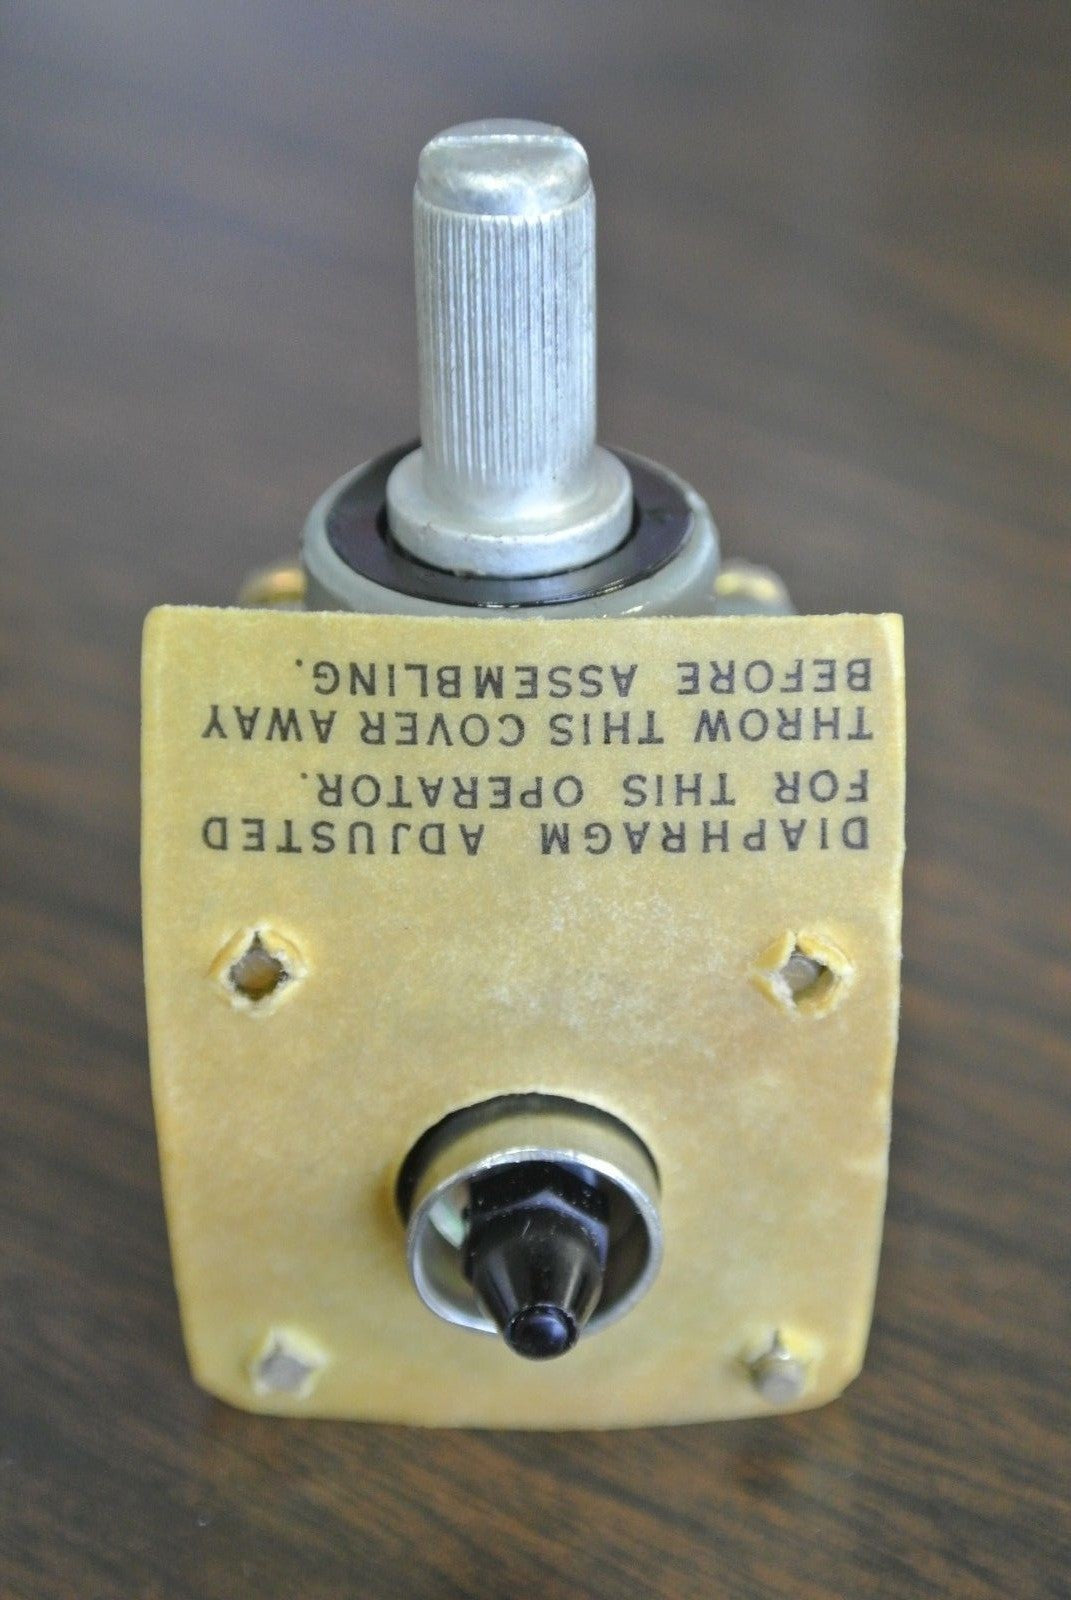 DIAPHRAGM ADJUSTED
FOR THIS OPERATOR.
THROW THIS COVER AWAY
BEFORE ASSEMBLING.